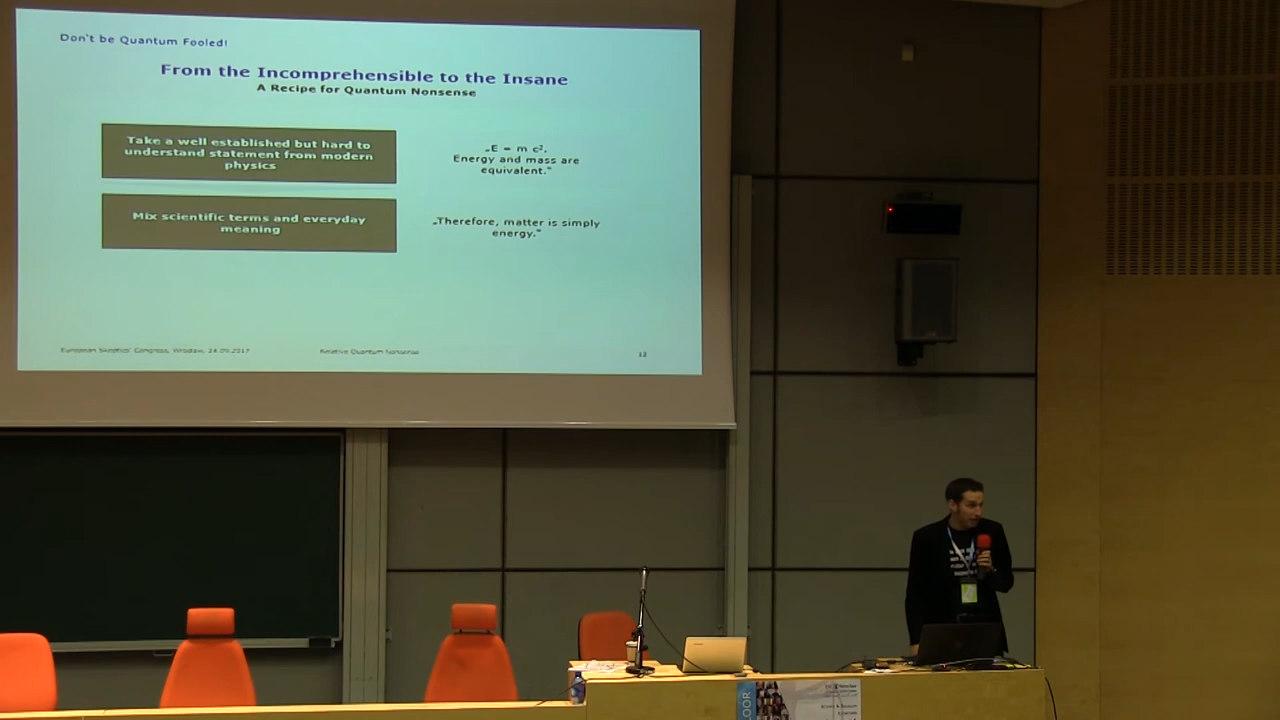 Don't be Quantum Fooled!
From the Incomprehensible to the Insane
A Recipe for Quantum Nonsense
Take a well established but hard to
understand statement from modern
physics
„E = m c².
Energy and mass are
equivalent."
Mix scientific terms and everyday
meaning
„Therefore, matter is simply
energy."
European Skeptics' Congress, Wrocław, 24.09.2017
Relative Quantum Nonsense
12